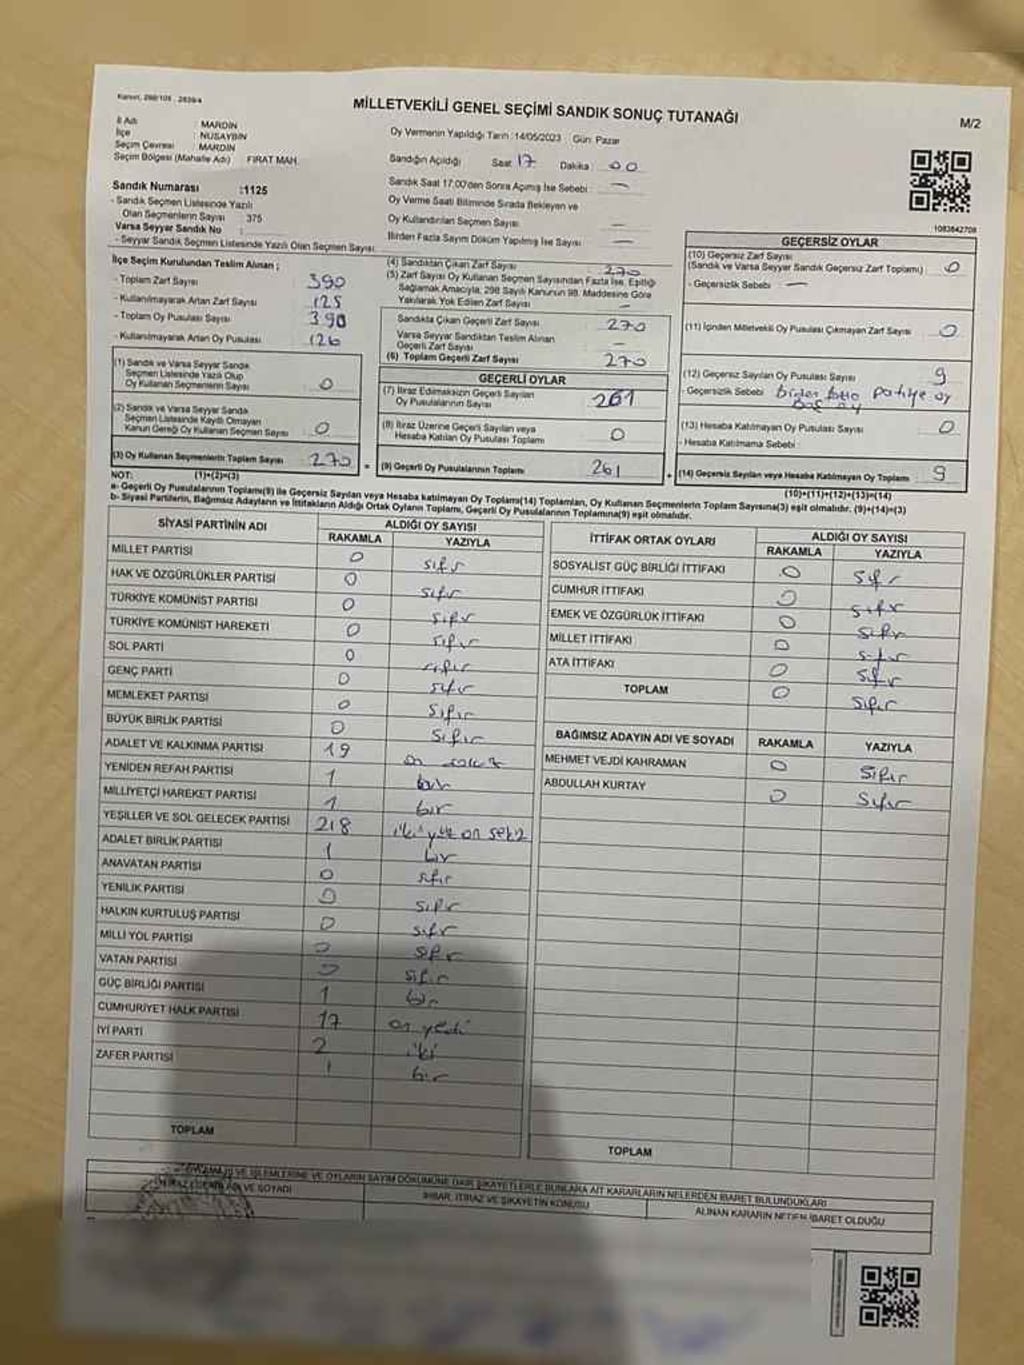 Kanun, 298/105 , 2839/4
MİLLETVEKİLİ GENEL SEÇİMİ SANDIK SONUÇ TUTANAĞI
M/2
İl Adı : MARDİN
İlçe : NUSAYBİN
Seçim Çevresi : MARDİN
Seçim Bölgesi (Mahalle Adı) : FIRAT MAH.
Oy Vermenin Yapıldığı Tarih :14/05/2023 Gün: Pazar
Sandığın Açıldığı Saat 17 Dakika : 00
Sandık Saat 17:00'den Sonra Açılmış İse Sebebi : —
Oy Verme Saati Bitiminde Sırada Bekleyen ve
Oy Kullandırılan Seçmen Sayısı : —
Birden Fazla Sayım Döküm Yapılmış İse Sayısı : —
Sandık Numarası :1125
- Sandık Seçmen Listesinde Yazılı
Olan Seçmenlerin Sayısı : 375
Varsa Seyyar Sandık No :
- Seyyar Sandık Seçmen Listesinde Yazılı Olan Seçmen Sayısı:
1083642708
İlçe Seçim Kurulundan Teslim Alınan ;
- Toplam Zarf Sayısı : 390
- Kullanılmayarak Artan Zarf Sayısı : 125
- Toplam Oy Pusulası Sayısı : 390
- Kullanılmayarak Artan Oy Pusulası : 126
(1) Sandık ve Varsa Seyyar Sandık
Seçmen Listesinde Yazılı Olup
Oy Kullanan Seçmenlerin Sayısı : 0
(2) Sandık ve Varsa Seyyar Sandık
Seçmen Listesinde Kayıtlı Olmayan
Kanun Gereği Oy Kullanan Seçmen Sayısı : 0
(3) Oy Kullanan Seçmenlerin Toplam Sayısı : 270
(4) Sandıktan Çıkan Zarf Sayısı : 270
(5) Zarf Sayısı Oy Kullanan Seçmen Sayısından Fazla İse, Eşitliği
Sağlamak Amacıyla, 298 Sayılı Kanunun 98. Maddesine Göre
Yakılarak Yok Edilen Zarf Sayısı : —
Sandıkta Çıkan Geçerli Zarf Sayısı : 270
Varsa Seyyar Sandıktan Teslim Alınan
Geçerli Zarf Sayısı : —
(6) Toplam Geçerli Zarf Sayısı : 270
GEÇERLİ OYLAR
(7) İtiraz Edilmeksizin Geçerli Sayılan
Oy Pusulalarının Sayısı : 261
(8) İtiraz Üzerine Geçerli Sayılan veya
Hesaba Katılan Oy Pusulası Toplamı : 0
= (9) Geçerli Oy Pusulalarının Toplamı : 261
GEÇERSİZ OYLAR
(10) Geçersiz Zarf Sayısı
(Sandık ve Varsa Seyyar Sandık Geçersiz Zarf Toplamı) : 0
- Geçersizlik Sebebi : —
(11) İçinden Milletvekili Oy Pusulası Çıkmayan Zarf Sayısı : 0
(12) Geçersiz Sayılan Oy Pusulası Sayısı : 9
- Geçersizlik Sebebi : birden fazla partiye oy
(13) Hesaba Katılmayan Oy Pusulası Sayısı : 0
- Hesaba Katılmama Sebebi :
+ (14) Geçersiz Sayılan veya Hesaba Katılmayan Oy Toplamı : 9
NOT: (1)+(2)=(3)
(10)+(11)+(12)+(13)=(14)
a- Geçerli Oy Pusulalarının Toplamı(9) ile Geçersiz Sayılan veya Hesaba katılmayan Oy Toplamı(14) Toplamları, Oy Kullanan Seçmenlerin Toplam Sayısına(3) eşit olmalıdır. (9)+(14)=(3)
b- Siyasi Partilerin, Bağımsız Adayların ve İttifakların Aldığı Ortak Oyların Toplamı, Geçerli Oy Pusulalarının Toplamına(9) eşit olmalıdır.
SİYASİ PARTİNİN ADI ALDIĞI OY SAYISI
RAKAMLA YAZIYLA
MİLLET PARTİSİ 0 sıfır
HAK VE ÖZGÜRLÜKLER PARTİSİ 0 sıfır
TÜRKİYE KOMÜNİST PARTİSİ 0 sıfır
TÜRKİYE KOMÜNİST HAREKETİ 0 sıfır
SOL PARTİ 0 sıfır
GENÇ PARTİ 0 sıfır
MEMLEKET PARTİSİ 0 sıfır
BÜYÜK BİRLİK PARTİSİ 0 sıfır
ADALET VE KALKINMA PARTİSİ 19 on dokuz
YENİDEN REFAH PARTİSİ 1 bir
MİLLİYETÇİ HAREKET PARTİSİ 1 bir
YEŞİLLER VE SOL GELECEK PARTİSİ 218 iki yüz on sekiz
ADALET BİRLİK PARTİSİ 1 bir
ANAVATAN PARTİSİ 0 sıfır
YENİLİK PARTİSİ 0 sıfır
HALKIN KURTULUŞ PARTİSİ 0 sıfır
MİLLİ YOL PARTİSİ 0 sıfır
VATAN PARTİSİ 0 sıfır
GÜÇ BİRLİĞİ PARTİSİ 1 bir
CUMHURİYET HALK PARTİSİ 17 on yedi
İYİ PARTİ 2 iki
ZAFER PARTİSİ 1 bir
TOPLAM
İTTİFAK ORTAK OYLARI ALDIĞI OY SAYISI
RAKAMLA YAZIYLA
SOSYALİST GÜÇ BİRLİĞİ İTTİFAKI 0 sıfır
CUMHUR İTTİFAKI 0 sıfır
EMEK VE ÖZGÜRLÜK İTTİFAKI 0 sıfır
MİLLET İTTİFAKI 0 sıfır
ATA İTTİFAKI 0 sıfır
TOPLAM 0 sıfır
BAĞIMSIZ ADAYIN ADI VE SOYADI RAKAMLA YAZIYLA
MEHMET VEJDİ KAHRAMAN 0 sıfır
ABDULLAH KURTAY 0 sıfır
TOPLAM
VE İŞLEMLERİNE VE OYLARIN SAYIM DÖKÜMÜNE DAİR ŞİKAYETLERLE BUNLARA AİT KARARLARIN NELERDEN İBARET BULUNDUKLARI
ADI VE SOYADI
İHBAR, İTİRAZ VE ŞİKAYETİN KONUSU
ALINAN KARARIN NEDEN İBARET OLDUĞU